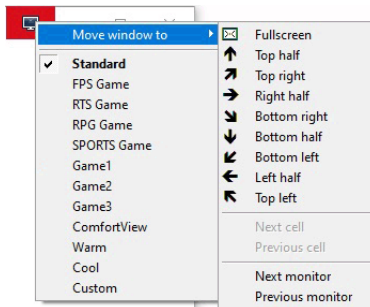 Move window to
Standard
FPS Game
RTS Game
RPG Game
SPORTS Game
Game1
Game2
Game3
ComfortView
Warm
Cool
Custom
Fullscreen
Top half
Top right
Right half
Bottom right
Bottom half
Bottom left
Left half
Top left
Next cell
Previous cell
Next monitor
Previous monitor